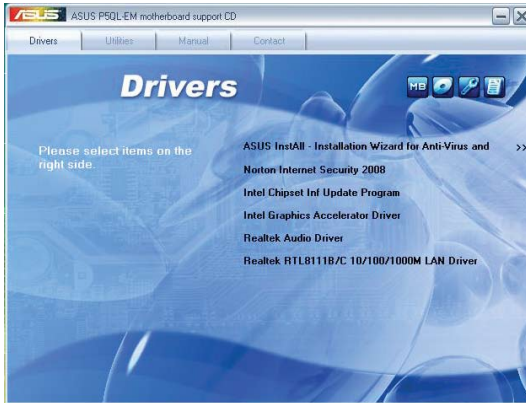 ASUS ASUS P5QL-EM motherboard support CD
Drivers Utilities Manual Contact
Drivers
MB
Please select items on the
right side.
ASUS InstAll - Installation Wizard for Anti-Virus and >>
Norton Internet Security 2008
Intel Chipset Inf Update Program
Intel Graphics Accelerator Driver
Realtek Audio Driver
Realtek RTL8111B/C 10/100/1000M LAN Driver